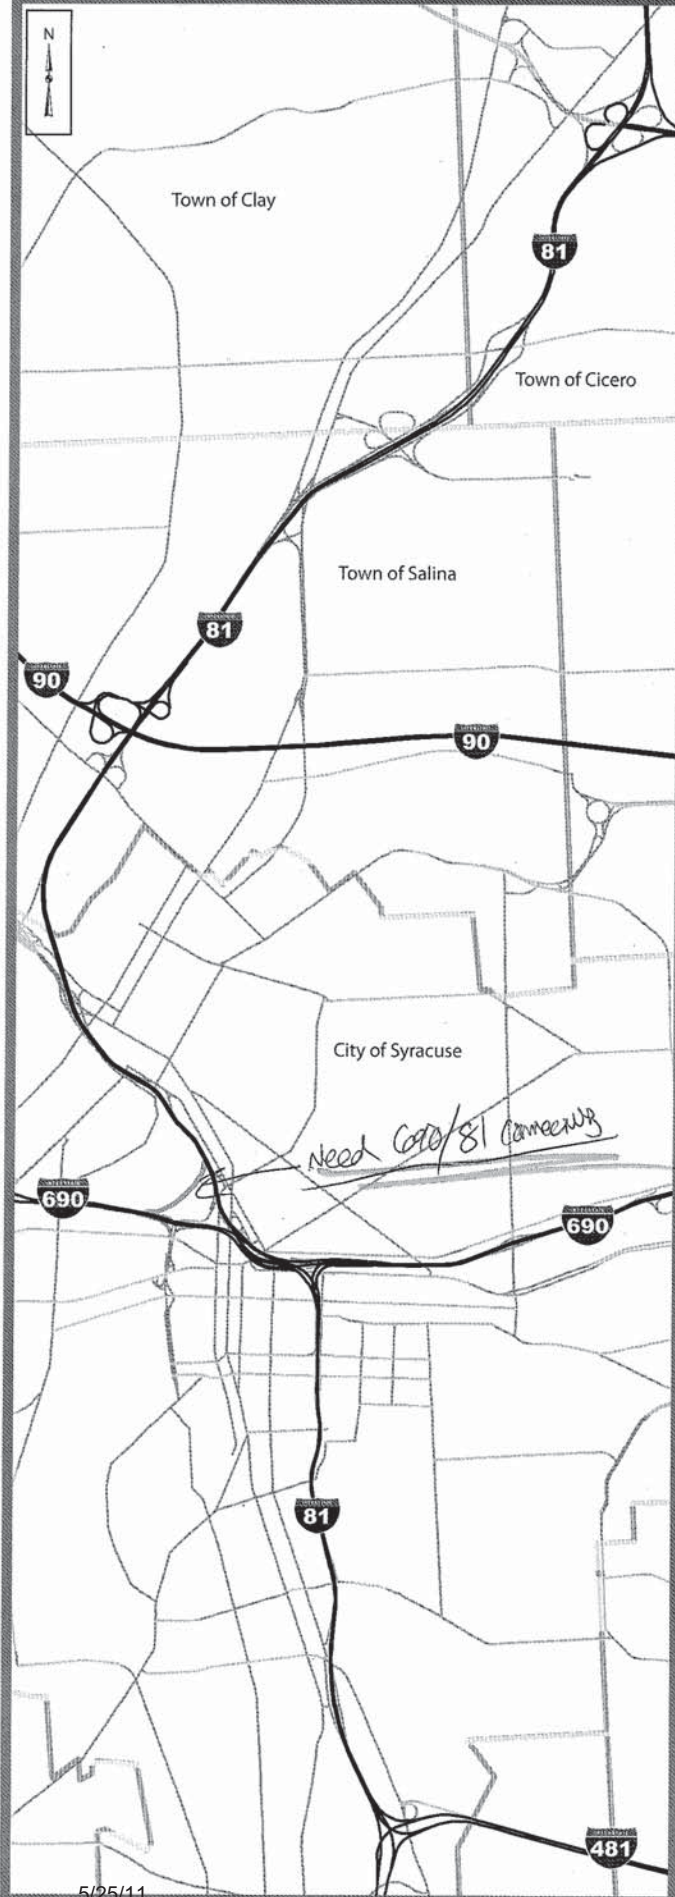 N
Town of Clay
81
Town of Cicero
Town of Salina
81
90
90
City of Syracuse
Need 690/81
690
690
81
481
5/25/11